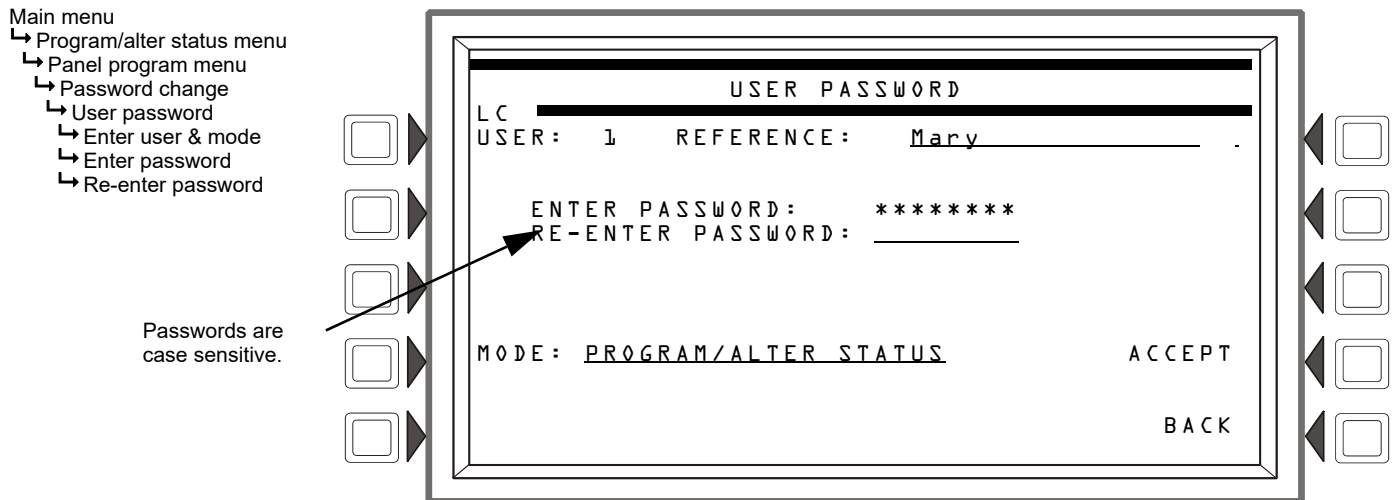 Main menu
Program/alter status menu
Panel program menu
Password change
User password
Enter user & mode
Enter password
Re-enter password
USER PASSWORD
LC
USER: 1 REFERENCE: Mary
ENTER PASSWORD: ********
RE-ENTER PASSWORD:
Passwords are
case sensitive.
MODE: PROGRAM/ALTER STATUS ACCEPT
BACK